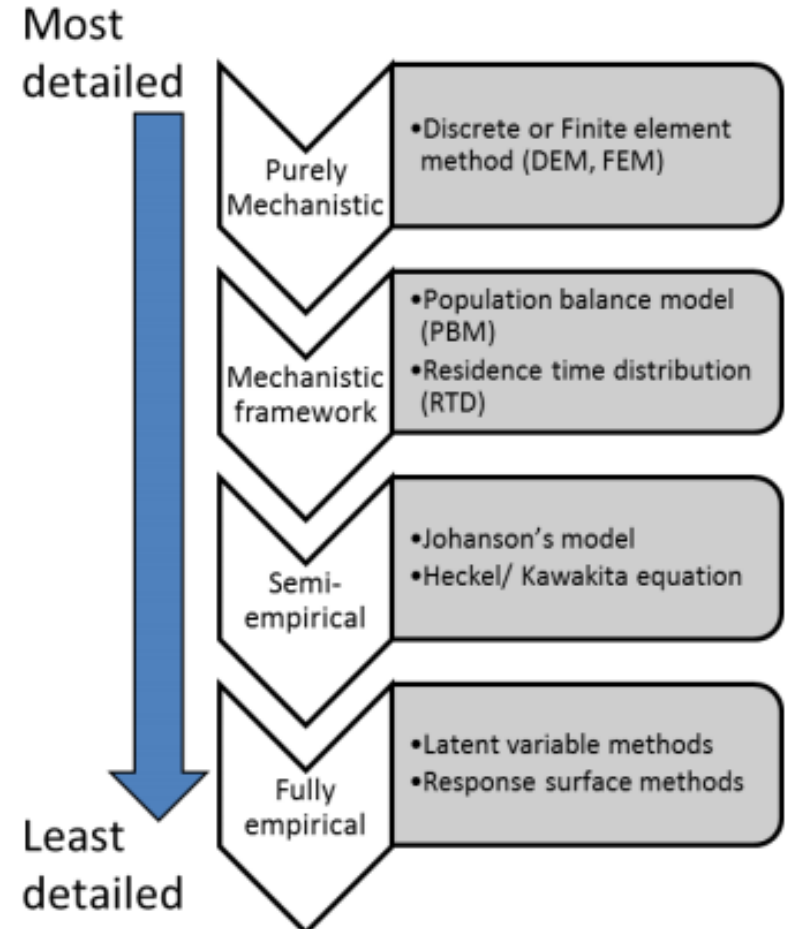 Most
detailed
Purely
Mechanistic
•Discrete or Finite element
method (DEM, FEM)
Mechanistic
framework
•Population balance model
(PBM)
•Residence time distribution
(RTD)
Semi-
empirical
•Johanson’s model
•Heckel/ Kawakita equation
Fully
empirical
•Latent variable methods
•Response surface methods
Least
detailed